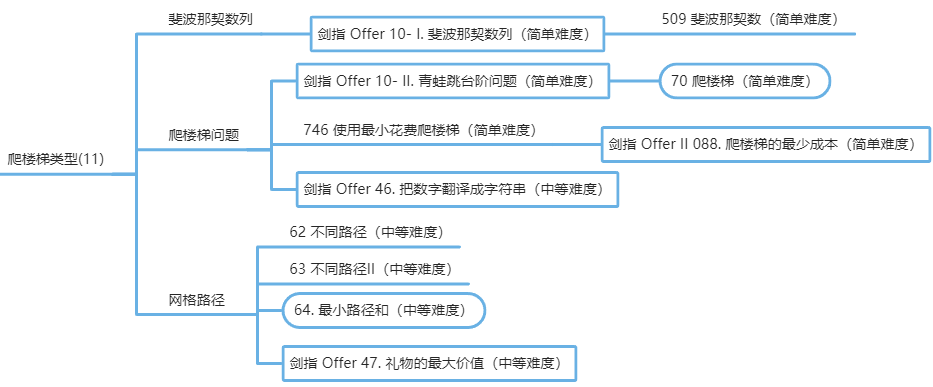 斐波那契数列
剑指 Offer 10- I. 斐波那契数列（简单难度）
509 斐波那契数（简单难度）
剑指 Offer 10- II. 青蛙跳台阶问题（简单难度）
70 爬楼梯（简单难度）
爬楼梯问题
746 使用最小花费爬楼梯（简单难度）
剑指 Offer II 088. 爬楼梯的最少成本（简单难度）
爬楼梯类型(11)
剑指 Offer 46. 把数字翻译成字符串（中等难度）
62 不同路径（中等难度）
63 不同路径II（中等难度）
网格路径
64. 最小路径和（中等难度）
剑指 Offer 47. 礼物的最大价值（中等难度）